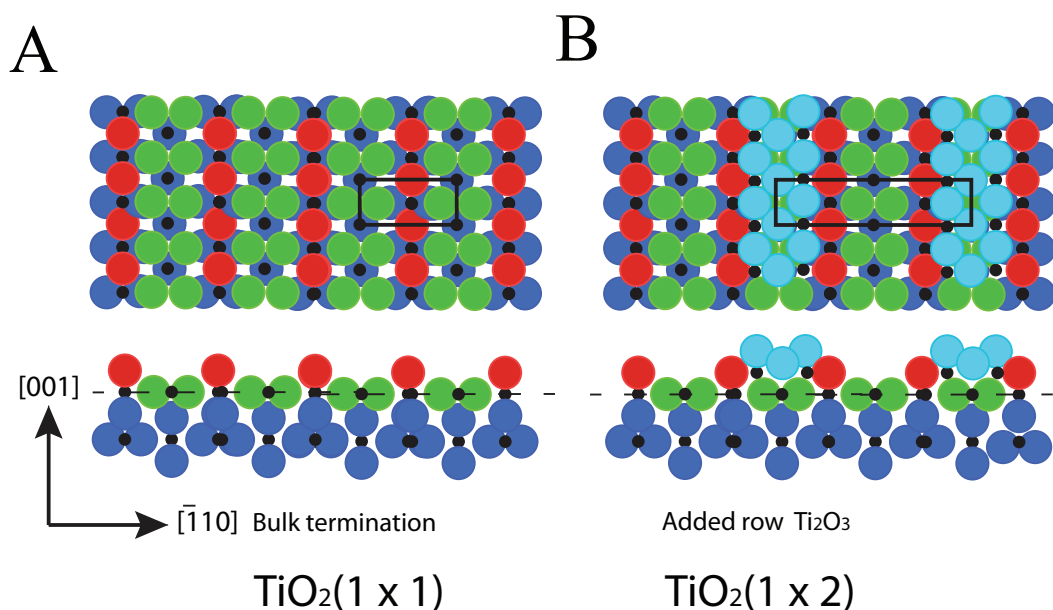 A
B
[001]
[1̄10] Bulk termination
Added row Ti₂O₃
TiO₂(1 x 1)
TiO₂(1 x 2)